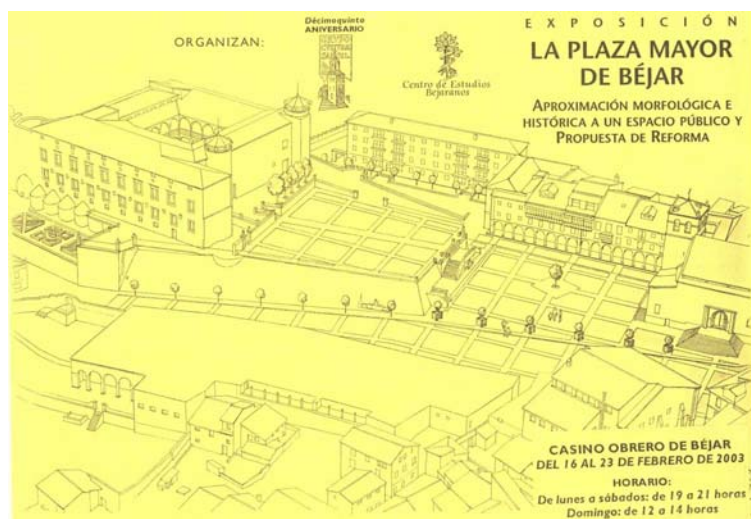 ORGANIZAN:
Décimoquinto
ANIVERSARIO
Centro de Estudios
Bejaranos
EXPOSICIÓN
LA PLAZA MAYOR
DE BÉJAR
APROXIMACIÓN MORFOLÓGICA E
HISTÓRICA A UN ESPACIO PÚBLICO Y
PROPUESTA DE REFORMA
CASINO OBRERO DE BÉJAR
DEL 16 AL 23 DE FEBRERO DE 2003
HORARIO:
De lunes a sábados: de 19 a 21 horas
Domingo: de 12 a 14 horas